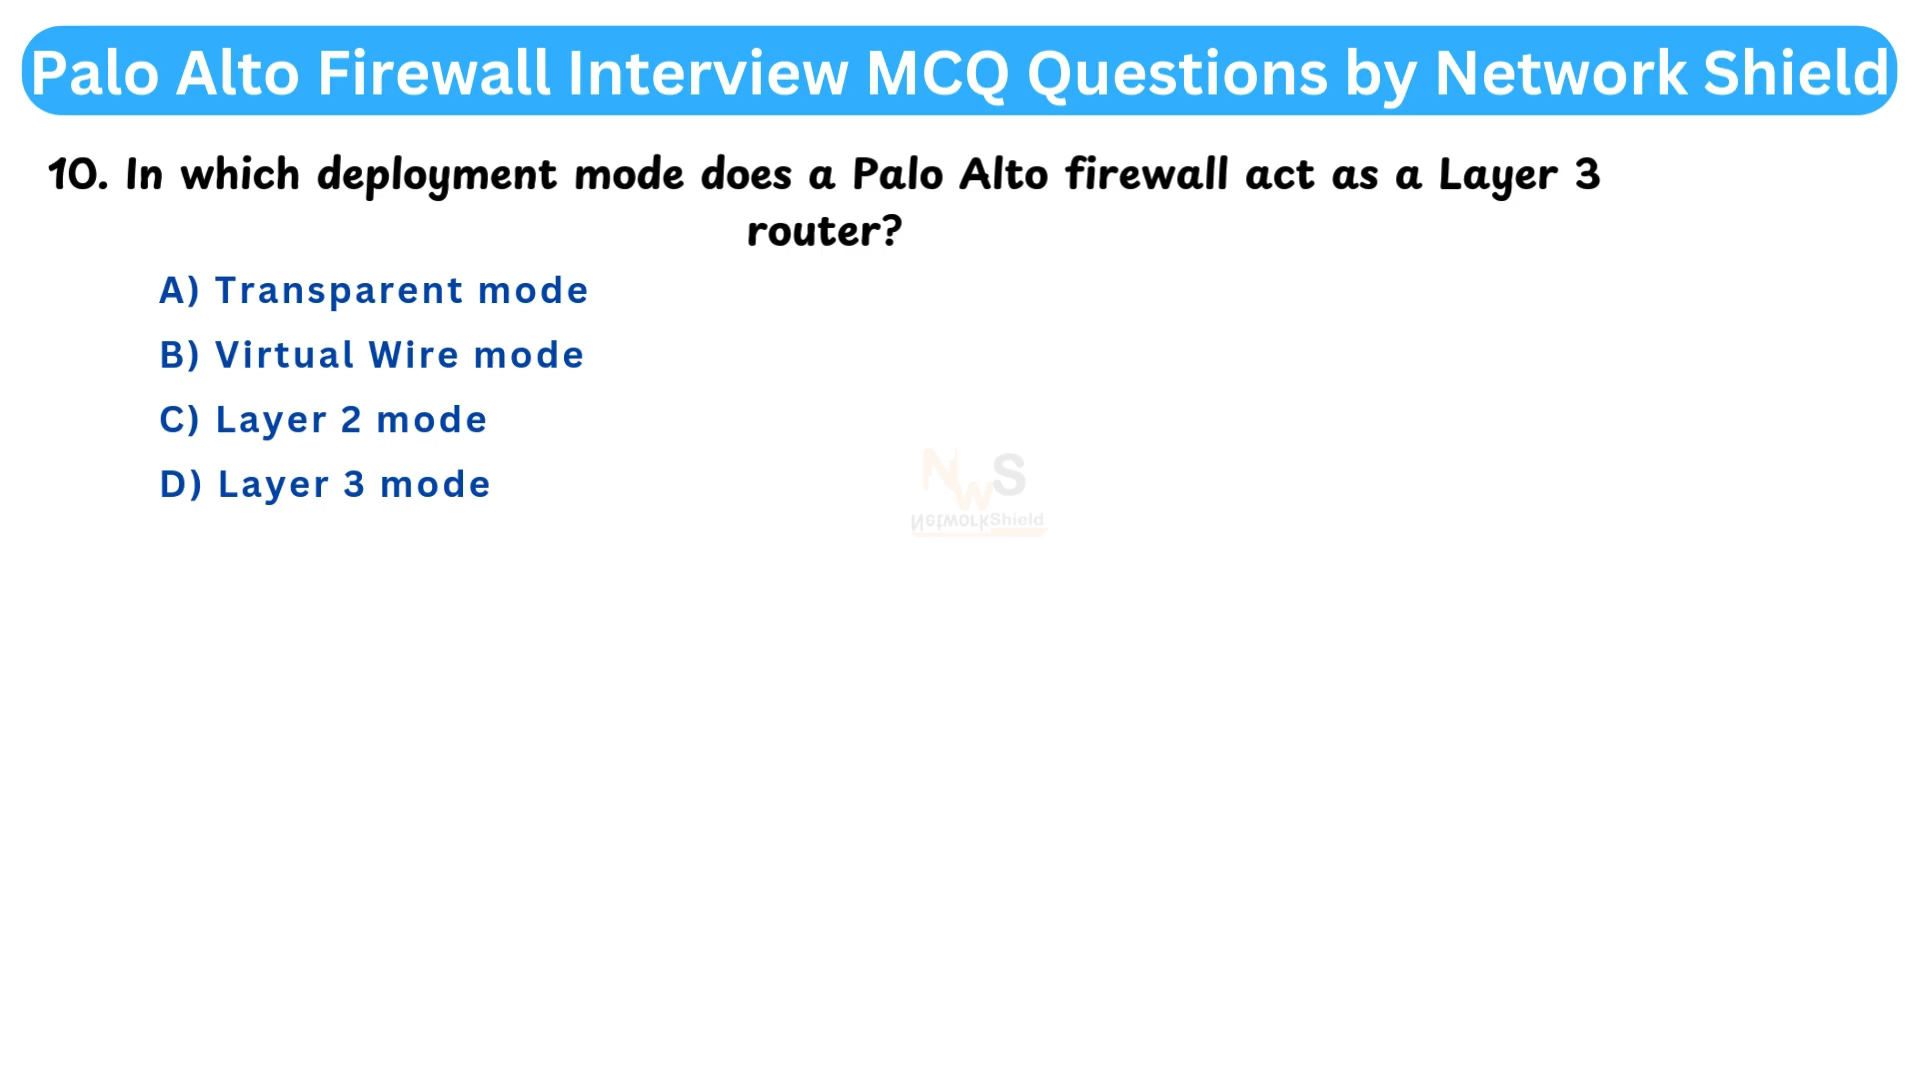 Palo Alto Firewall Interview MCQ Questions by Network Shield
10. In which deployment mode does a Palo Alto firewall act as a Layer 3
router?
A) Transparent mode
B) Virtual Wire mode
C) Layer 2 mode
D) Layer 3 mode
NWS
NetworkShield